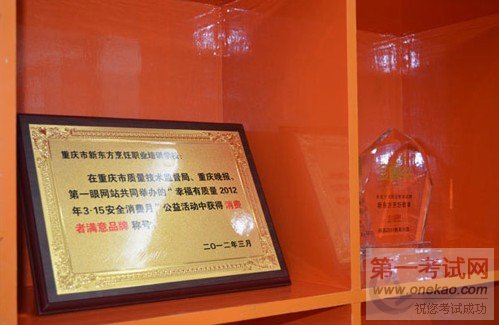 重庆市新东方烹饪职业培训学校:
在重庆市质量技术监督局、重庆晚报、
第一眼网站共同举办的“幸福有质量2012
年3·15安全消费月”公益活动中获得 消费
者满意品牌 称号。
二〇一二年三月
第一考试网
www.onekao.com
祝您考试成功